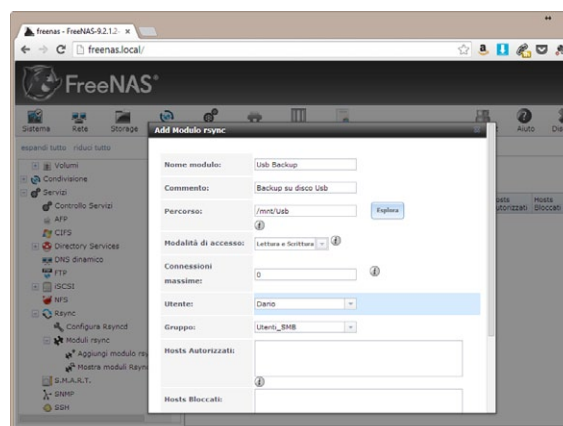 freenas - FreeNAS-9.2.1.2-
freenas.local/
FreeNAS®
Sistema
Rete
Storage
Aiuto
espandi tutto riduci tutto
Volumi
Condivisione
Servizi
Controllo Servizi
AFP
CIFS
Directory Services
DNS dinamico
FTP
iSCSI
NFS
Rsync
Configura Rsyncd
Moduli rsync
Aggiungi modulo rsy
Mostra moduli Rsyn
S.M.A.R.T.
SNMP
SSH
Add Modulo rsync
Nome modulo: Usb Backup
Commento: Backup su disco Usb
Percorso: /mnt/Usb Esplora
Modalità di accesso: Lettura e Scrittura
Connessioni
massime: 0
Utente: Dario
Gruppo: Utenti_SMB
Hosts Autorizzati:
Hosts Bloccati:
Hosts
Bloccati